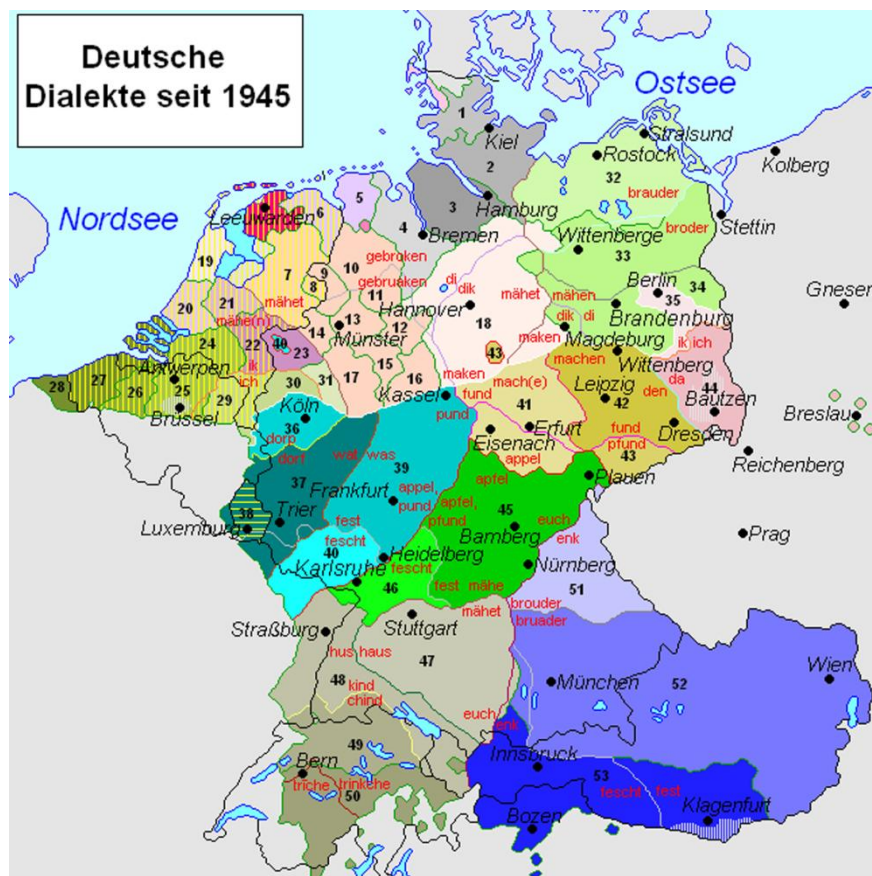 Deutsche
Dialekte seit 1945
Ostsee
Nordsee
1
Kiel
2
Stralsund
Rostock
32
brauder
Kolberg
5
6
Leeuwarden
4
3
Hamburg
Bremen
broder
Stettin
19
10
gebroken
di
dik
Wittenberge
33
7
9
8
gebruaken
mähet
mähen
Berlin
34
35
Gnesen
20
21
mähet
11
Hannover
18
dik di
Brandenburg
mähe(n)
14
13
Münster
12
maken
Magdeburg
ik ich
24
22
49
23
43
machen
Wittenberg
Antwerpen
ik
ich
15
maken
mach(e)
Leipzig
den
da
44
28
27
26
25
29
30
31
17
16
Kassel
fund
42
Bautzen
Brüssel
Köln
pund
41
Erfurt
Breslau
36
Eisenach
fund
Dresden
dorp
dorf
wat
was
39
appel
pfund
43
Reichenberg
37
Frankfurt
appel,
pund,
apfel,
pfund
apfel
Plauen
38
Trier
45
euch
Luxemburg
fest
fescht
Bamberg
enk
Prag
40
Heidelberg
Karlsruhe
fescht
Nürnberg
46
fest
mähe
51
mähet
brouder
bruader
Straßburg
Stuttgart
hus
haus
47
48
kind
chind
München
52
Wien
euch
enk
49
Bern
Innsbruck
triche
trinkche
50
53
fescht
fest
Klagenfurt
Bozen